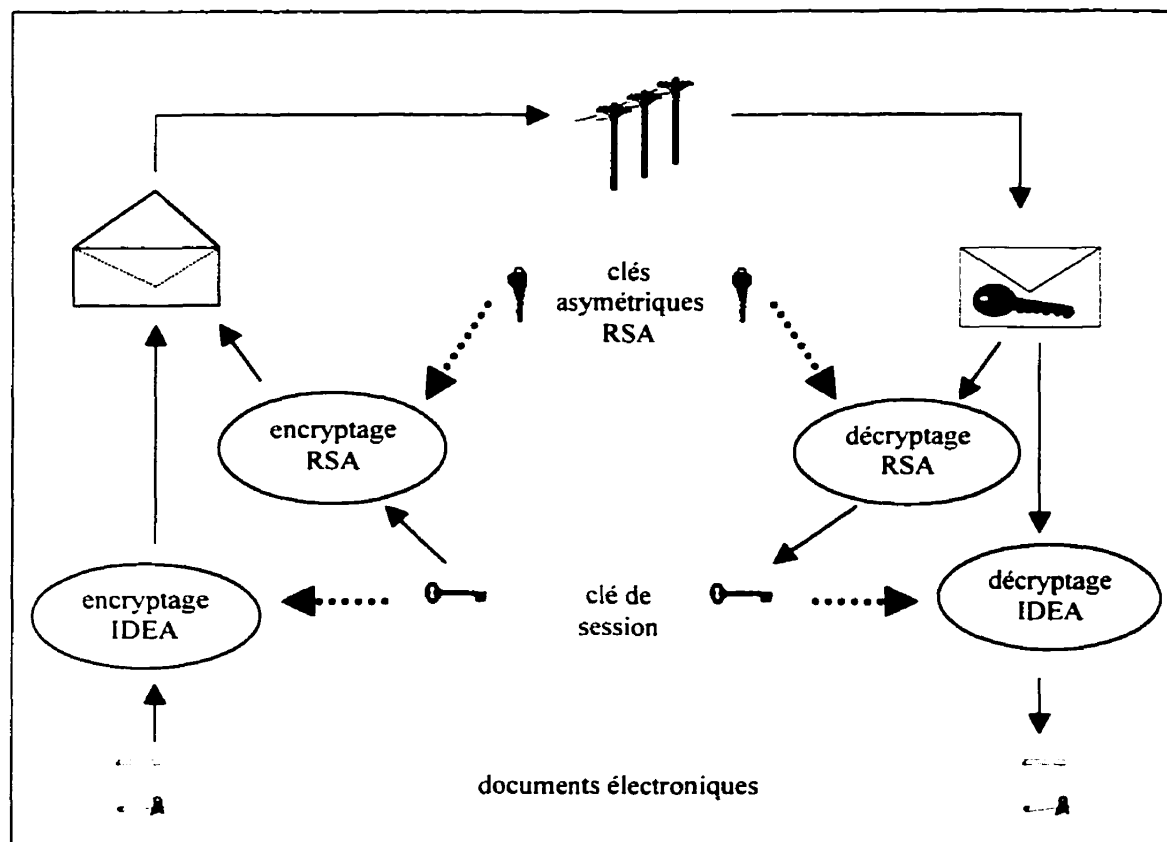 clés
asymétriques
RSA
encryptage
RSA
décryptage
RSA
encryptage
IDEA
clé de
session
décryptage
IDEA
documents électroniques